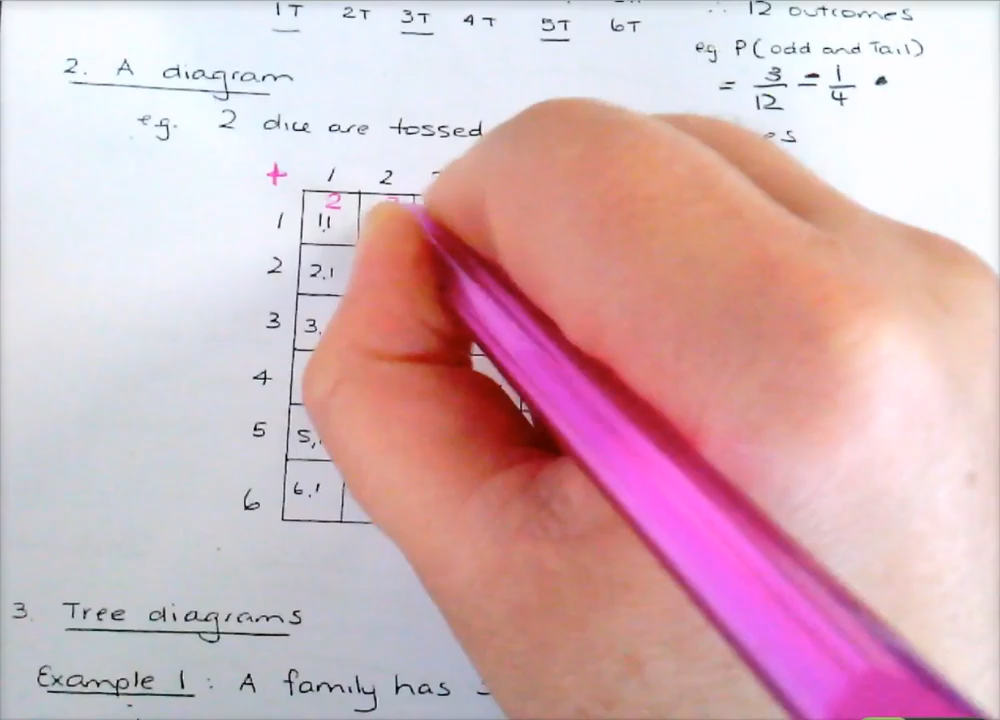 1T 2T 3T 4T 5T 6T
∴ 12 outcomes
eg P(odd and Tail)
= 3/12 = 1/4
2. A diagram
e.g. 2 dice are tossed
+ 1 2
2
1 1,1
2 2,1
3 3,
4
5 5,
6 6,1
3. Tree diagrams
Example 1 : A family has